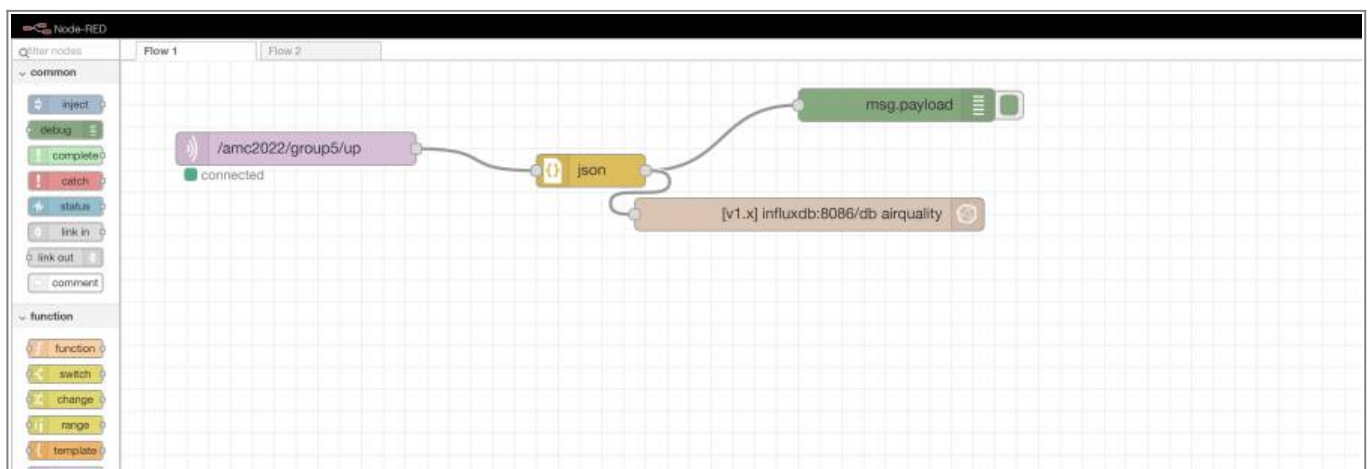 Node-RED
filter nodes
Flow 1
Flow 2
common
inject
debug
complete
catch
status
link in
link out
comment
function
function
switch
change
range
template
/amc2022/group5/up
connected
json
msg.payload
[v1.x] influxdb:8086/db airquality